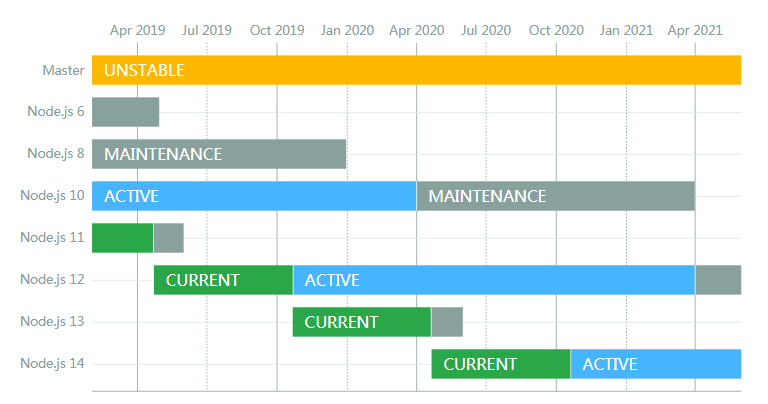 Apr 2019 Jul 2019 Oct 2019 Jan 2020 Apr 2020 Jul 2020 Oct 2020 Jan 2021 Apr 2021
Master UNSTABLE
Node.js 6
Node.js 8 MAINTENANCE
Node.js 10 ACTIVE MAINTENANCE
Node.js 11
Node.js 12 CURRENT ACTIVE
Node.js 13 CURRENT
Node.js 14 CURRENT ACTIVE